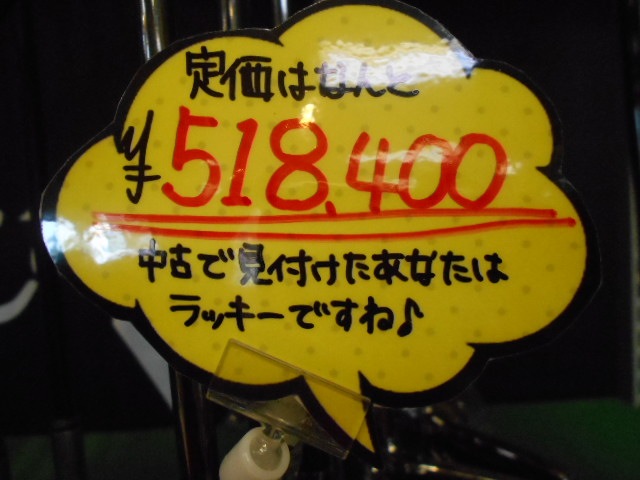 定価はなんと
¥518,400
中古で見付けたあなたは
ラッキーですね♪